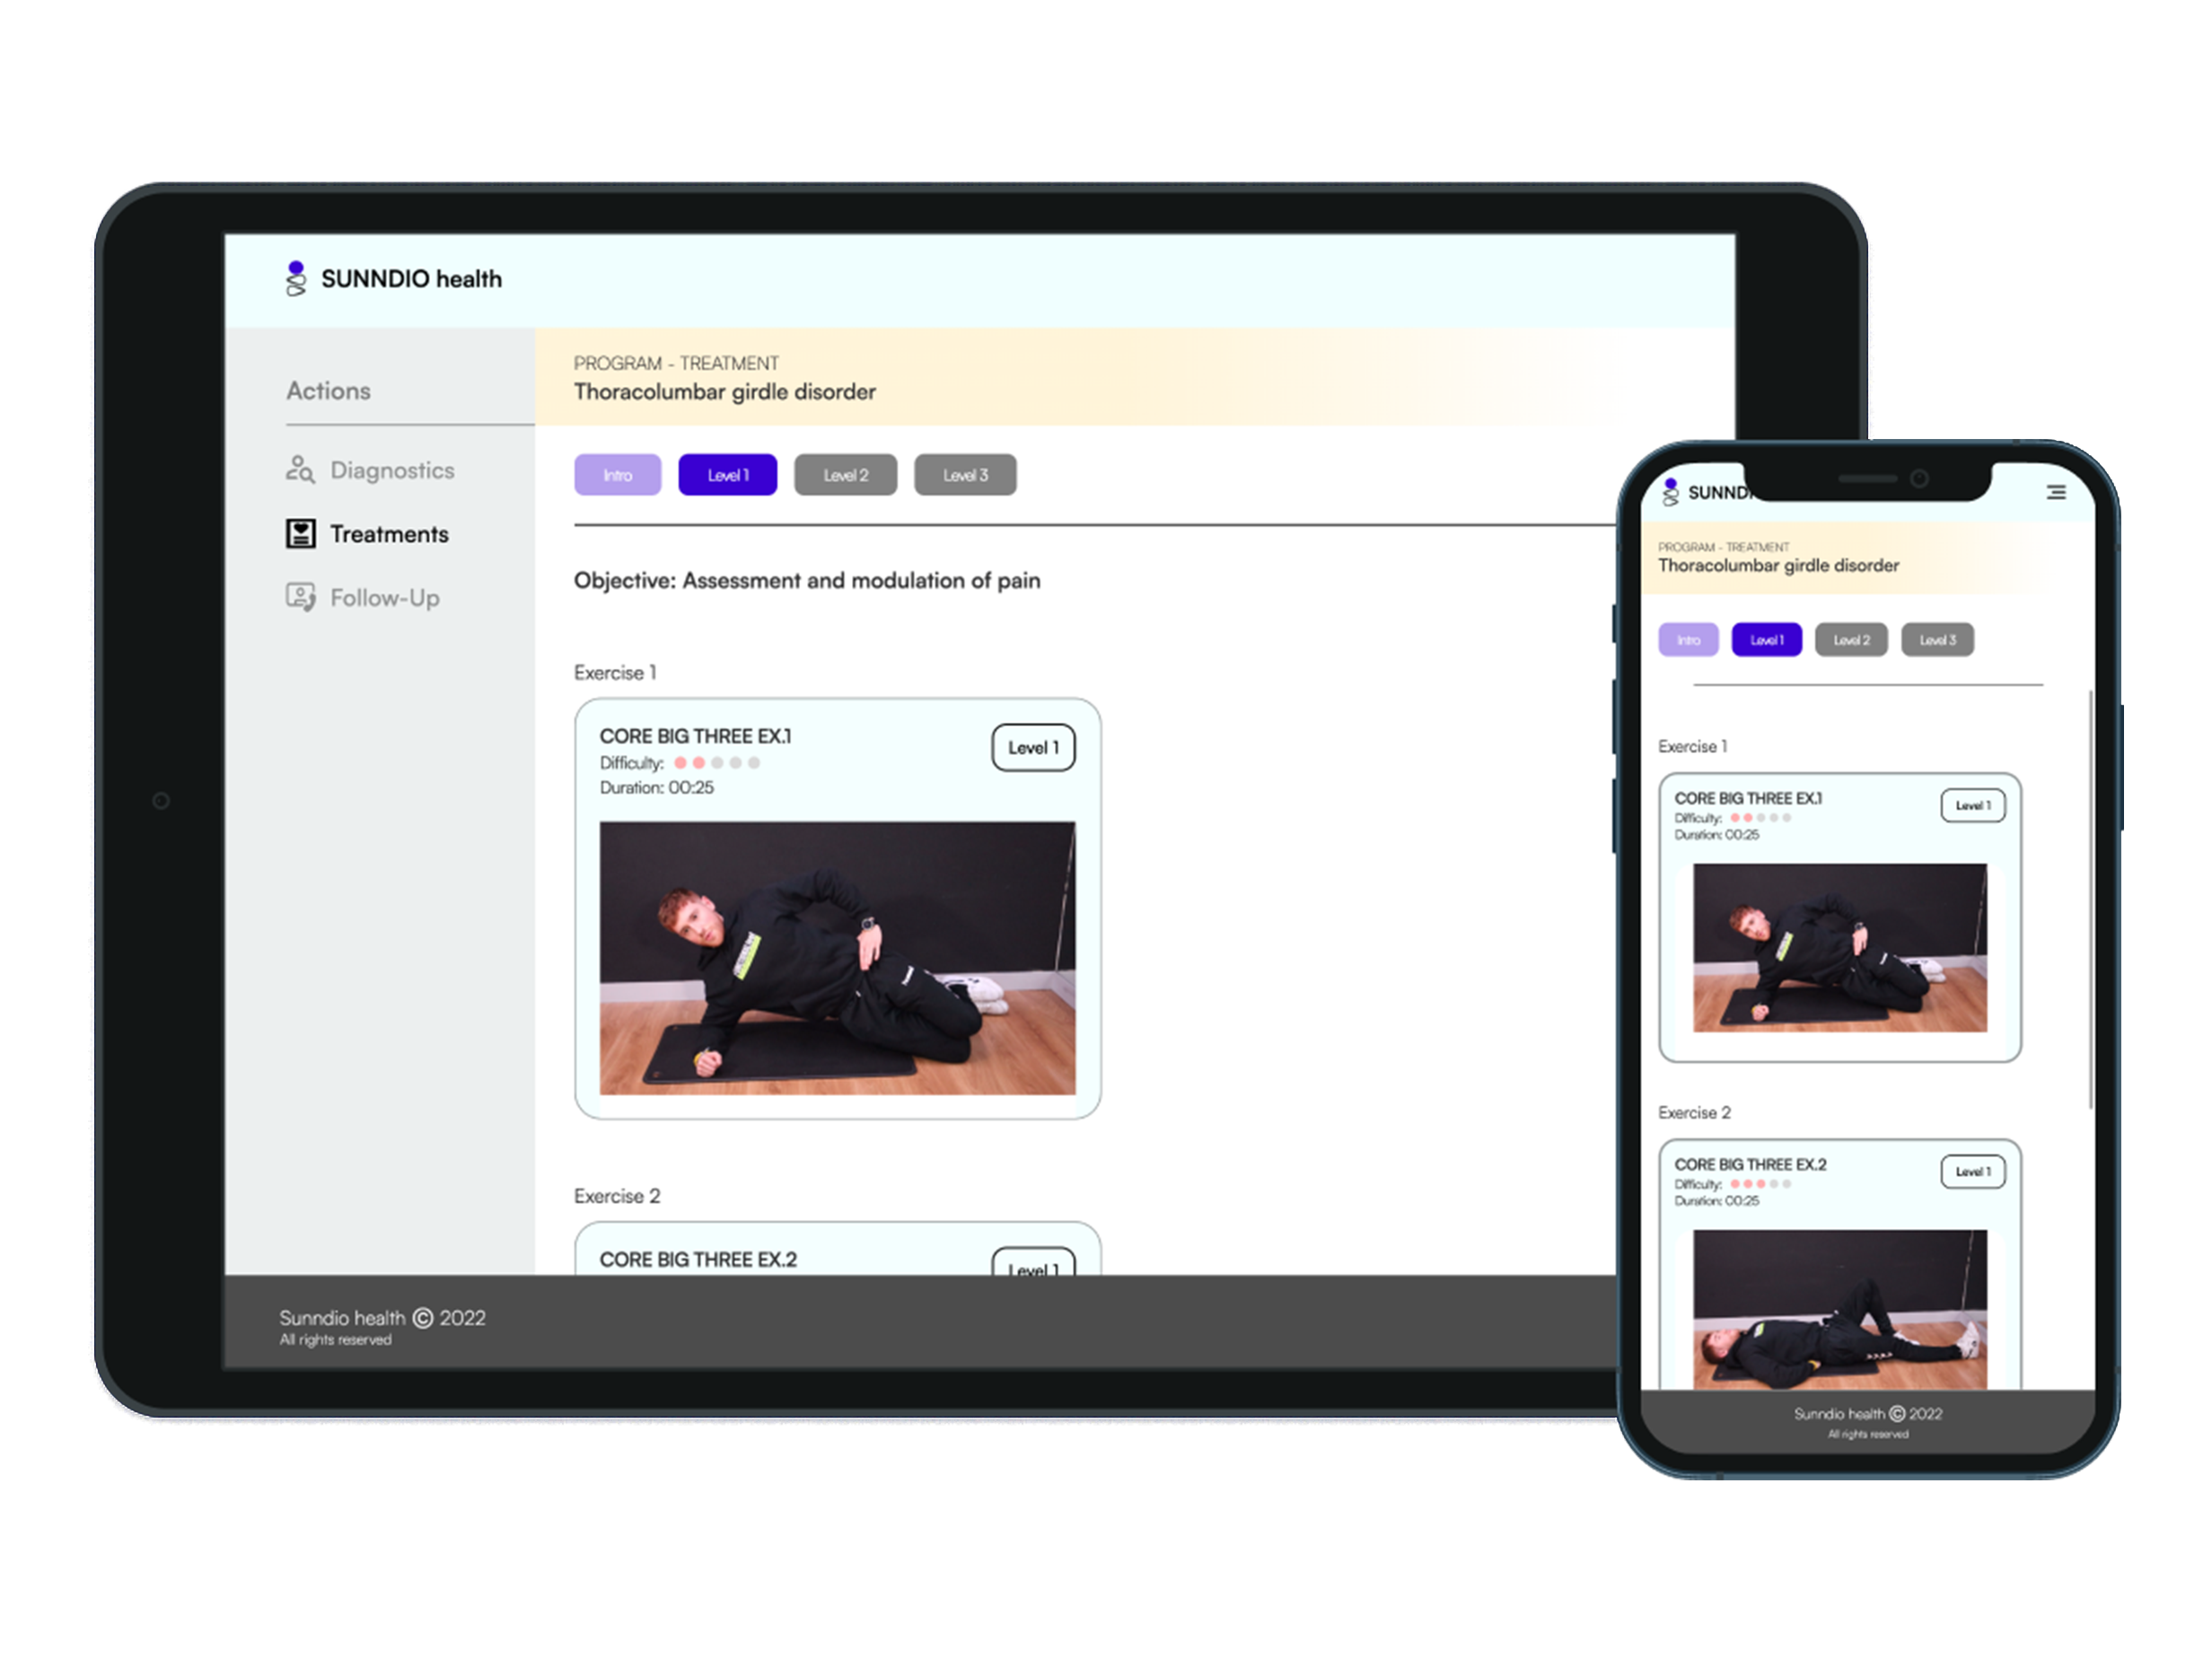 SUNNDIO health
Actions
Diagnostics
Treatments
Follow-Up
PROGRAM - TREATMENT
Thoracolumbar girdle disorder
Intro
Level 1
Level 2
Level 3
Objective: Assessment and modulation of pain
Exercise 1
CORE BIG THREE EX.1
Level 1
Difficulty:
Duration: 00:25
Exercise 2
CORE BIG THREE EX.2
Level 1
Sunndio health © 2022
All rights reserved
SUNNDI
PROGRAM - TREATMENT
Thoracolumbar girdle disorder
Intro
Level 1
Level 2
Level 3
Exercise 1
CORE BIG THREE EX.1
Level 1
Difficulty:
Duration: 00:25
Exercise 2
CORE BIG THREE EX.2
Level 1
Difficulty:
Duration: 00:25
Sunndio health © 2022
All rights reserved